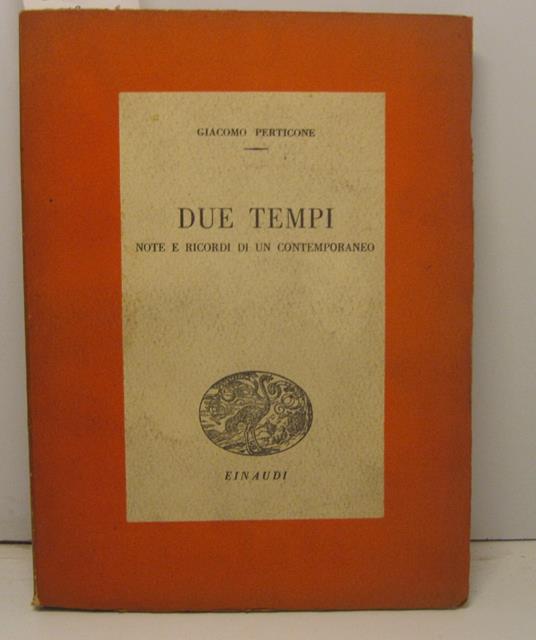 GIACOMO PERTICONE
DUE TEMPI
NOTE E RICORDI DI UN CONTEMPORANEO
EINAUDI